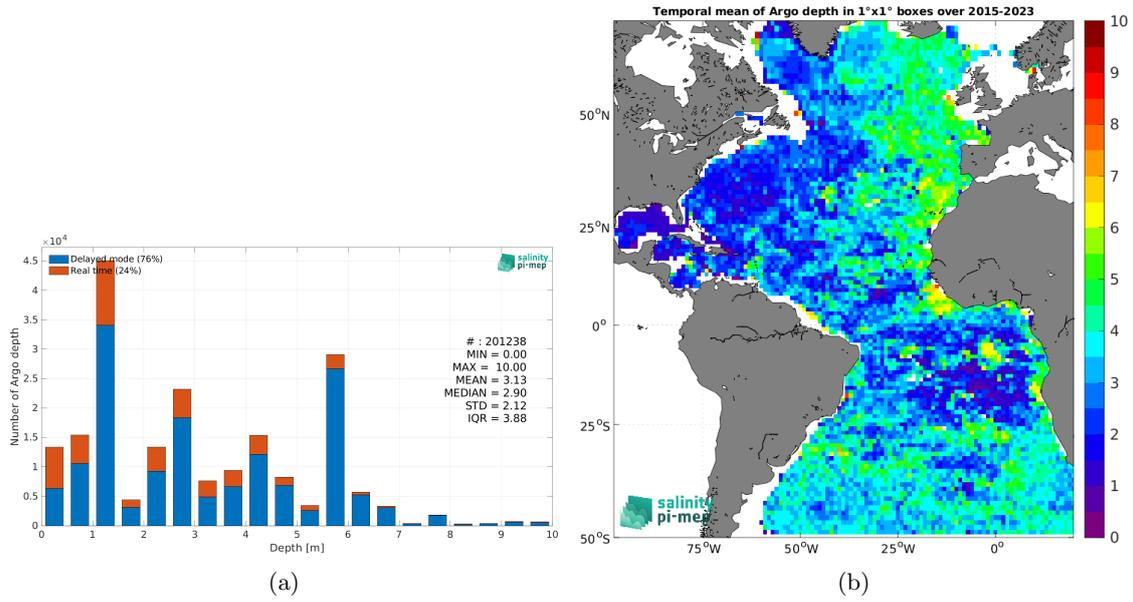 Temporal mean of Argo depth in 1°x1° boxes over 2015-2023
×10^4
Delayed mode (76%)
Real time (24%)
salinity
pi-mep
4.5
4
3.5
3
2.5
2
1.5
1
0.5
0
Number of Argo depth
# : 201238
MIN = 0.00
MAX = 10.00
MEAN = 3.13
MEDIAN = 2.90
STD = 2.12
IQR = 3.88
0 1 2 3 4 5 6 7 8 9 10
Depth [m]
(a)
50°N
25°N
0°
25°S
50°S
75°W 50°W 25°W 0°
salinity
pi-mep
10
9
8
7
6
5
4
3
2
1
0
(b)